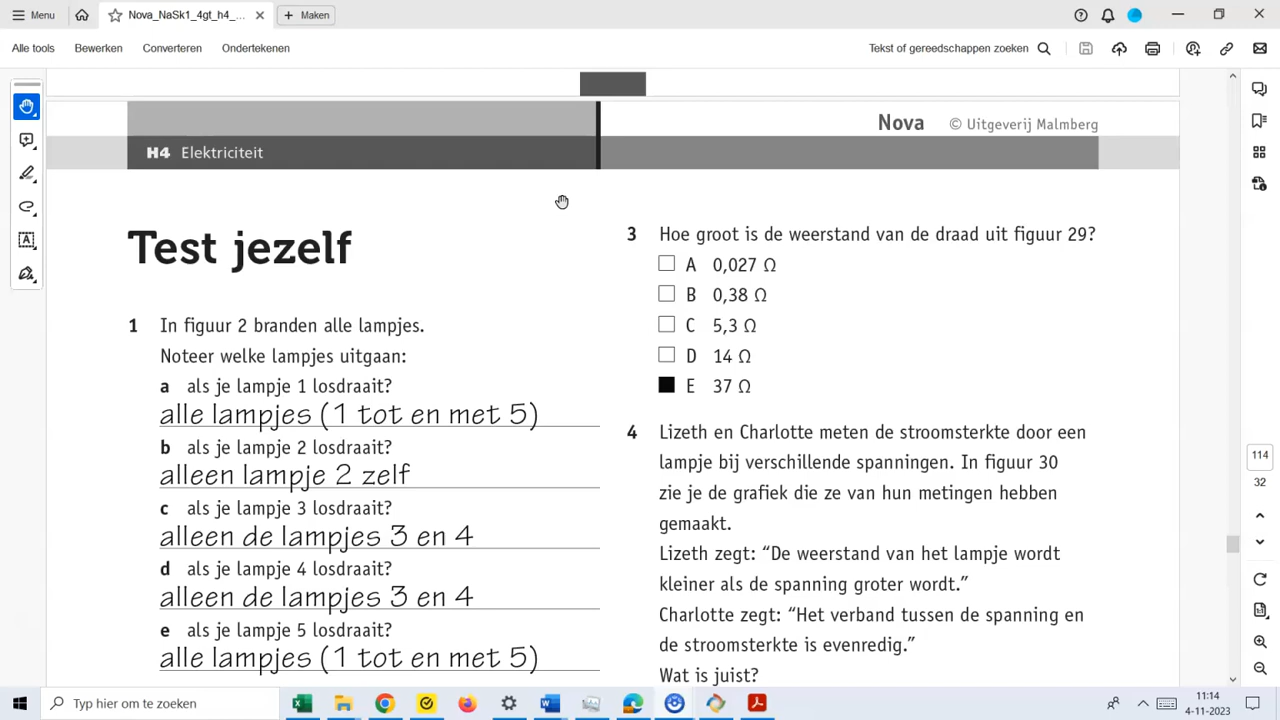 Menu
Nova_NaSk1_4gt_h4_...
Maken
Alle tools
Bewerken
Converteren
Ondertekenen
Tekst of gereedschappen zoeken
Nova © Uitgeverij Malmberg
H4 Elektriciteit
Test jezelf
1 In figuur 2 branden alle lampjes.
Noteer welke lampjes uitgaan:
a als je lampje 1 losdraait?
alle lampjes (1 tot en met 5)
b als je lampje 2 losdraait?
alleen lampje 2 zelf
c als je lampje 3 losdraait?
alleen de lampjes 3 en 4
d als je lampje 4 losdraait?
alleen de lampjes 3 en 4
e als je lampje 5 losdraait?
alle lampjes (1 tot en met 5)
3 Hoe groot is de weerstand van de draad uit figuur 29?
A 0,027 Ω
B 0,38 Ω
C 5,3 Ω
D 14 Ω
E 37 Ω
4 Lizeth en Charlotte meten de stroomsterkte door een
lampje bij verschillende spanningen. In figuur 30
zie je de grafiek die ze van hun metingen hebben
gemaakt.
Lizeth zegt: “De weerstand van het lampje wordt
kleiner als de spanning groter wordt.”
Charlotte zegt: “Het verband tussen de spanning en
de stroomsterkte is evenredig.”
Wat is juist?
114
32
Typ hier om te zoeken
11:14
4-11-2023